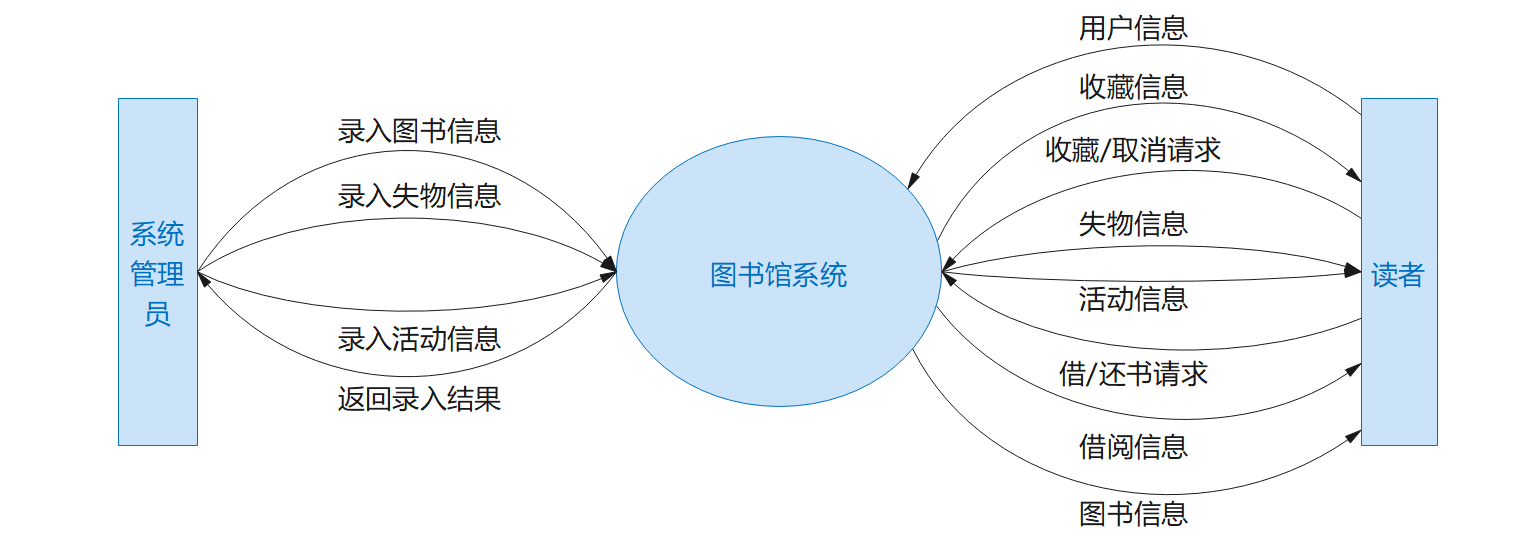 用户信息
收藏信息
录入图书信息
收藏/取消请求
录入失物信息
失物信息
系统
管理
员
图书馆系统
读者
活动信息
录入活动信息
借/还书请求
返回录入结果
借阅信息
图书信息